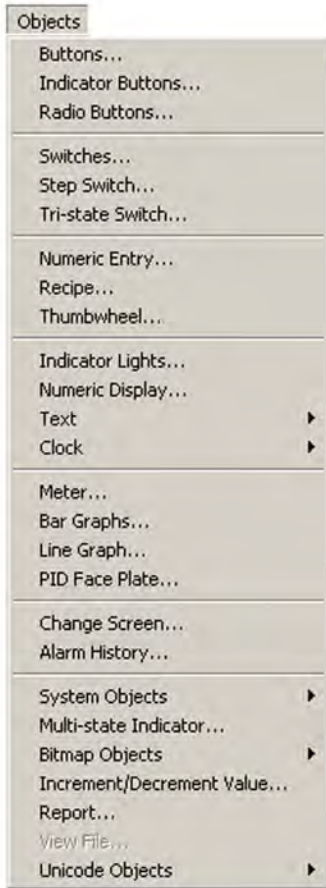 Objects
Buttons...
Indicator Buttons...
Radio Buttons...
Switches...
Step Switch...
Tri-state Switch...
Numeric Entry...
Recipe...
Thumbwheel...
Indicator Lights...
Numeric Display...
Text
Clock
Meter...
Bar Graphs...
Line Graph...
PID Face Plate...
Change Screen...
Alarm History...
System Objects
Multi-state Indicator...
Bitmap Objects
Increment/Decrement Value...
Report...
View File...
Unicode Objects